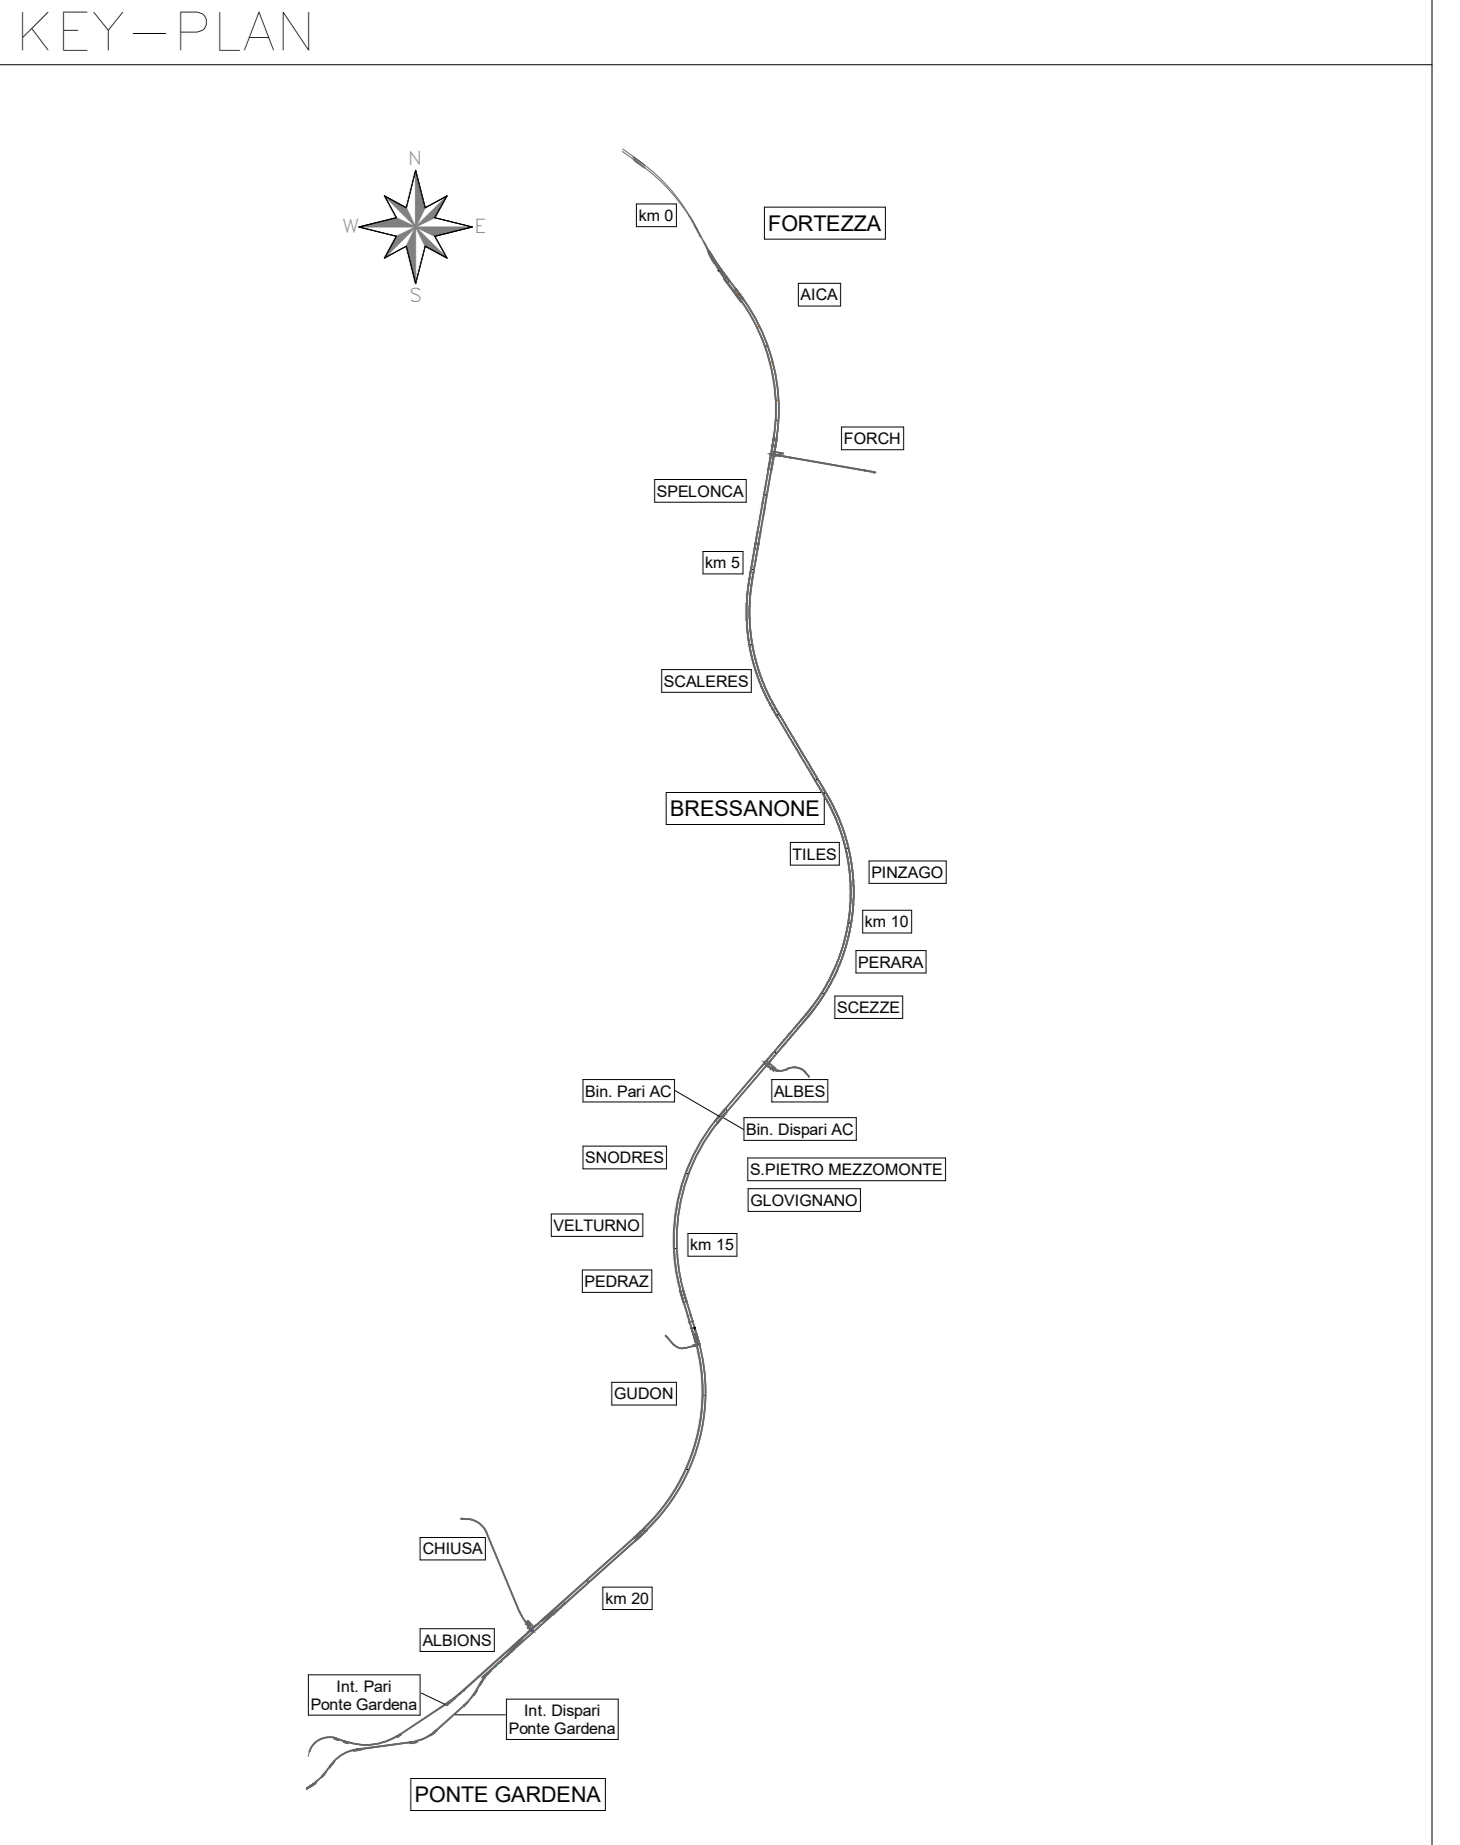 KEY-PLAN
N
W
E
S
km 0
FORTEZZA
AICA
FORCH
SPELONCA
km 5
SCALERES
BRESSANONE
TILES
PINZAGO
km 10
PERARA
SCEZZE
Bin. Pari AC
ALBES
Bin. Dispari AC
SNODRES
S.PIETRO MEZZOMONTE
GLOVIGNANO
VELTURNO
km 15
PEDRAZ
GUDON
CHIUSA
km 20
ALBIONS
Int. Pari
Ponte Gardena
Int. Dispari
Ponte Gardena
PONTE GARDENA